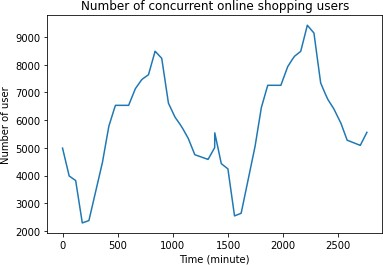 Number of concurrent online shopping users
Number of user
9000
8000
7000
6000
5000
4000
3000
2000
0 500 1000 1500 2000 2500
Time (minute)